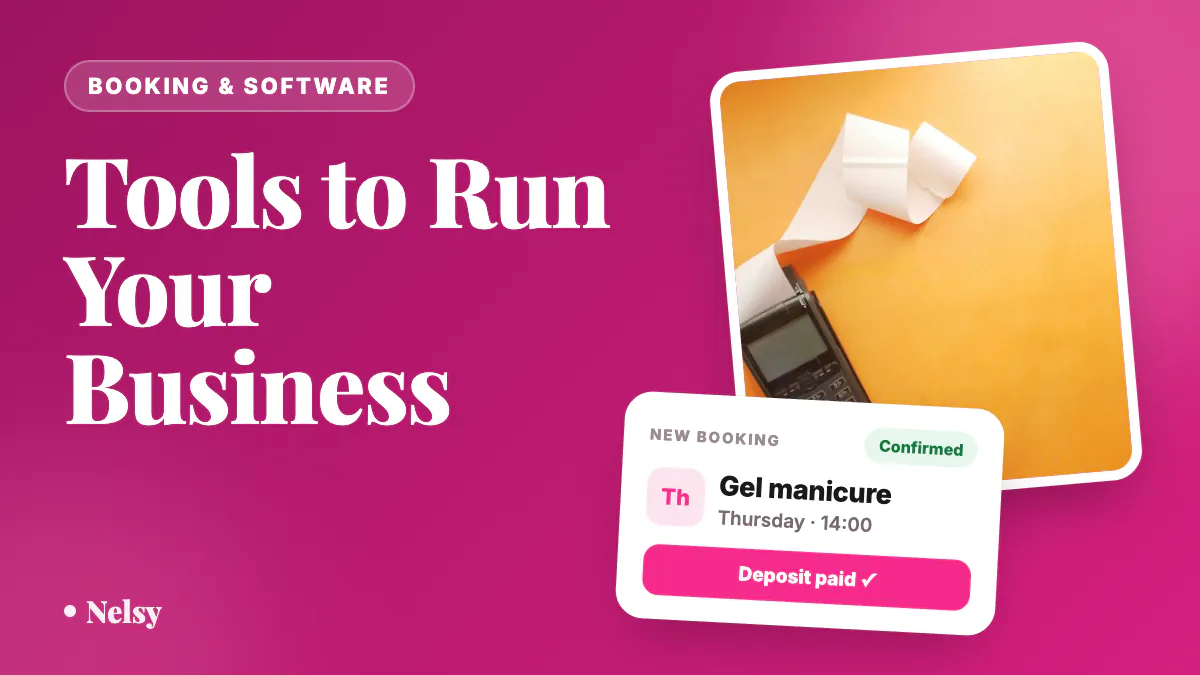 BOOKING & SOFTWARE
Tools to Run
Your
Business
NEW BOOKING
Confirmed
Th
Gel manicure
Thursday · 14:00
Deposit paid ✓
• Nelsy